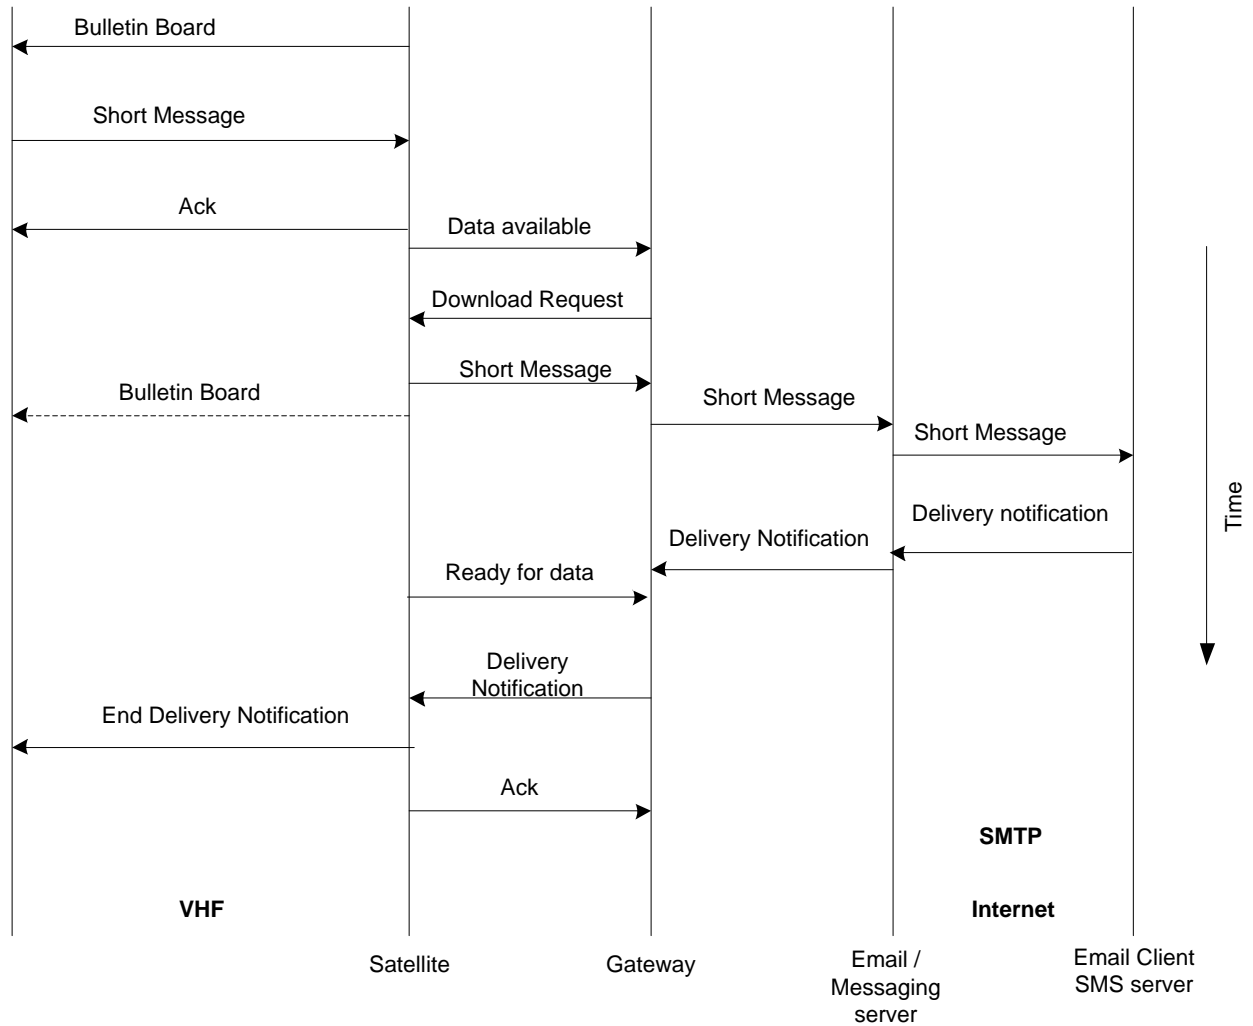 Bulletin Board
Short Message
Ack
Data available
Download Request
Short Message
Bulletin Board
Short Message
Short Message
Time
Delivery notification
Delivery Notification
Ready for data
Delivery
Notification
End Delivery Notification
Ack
SMTP
VHF
Internet
Satellite
Gateway
Email /
Messaging
server
Email Client
SMS server